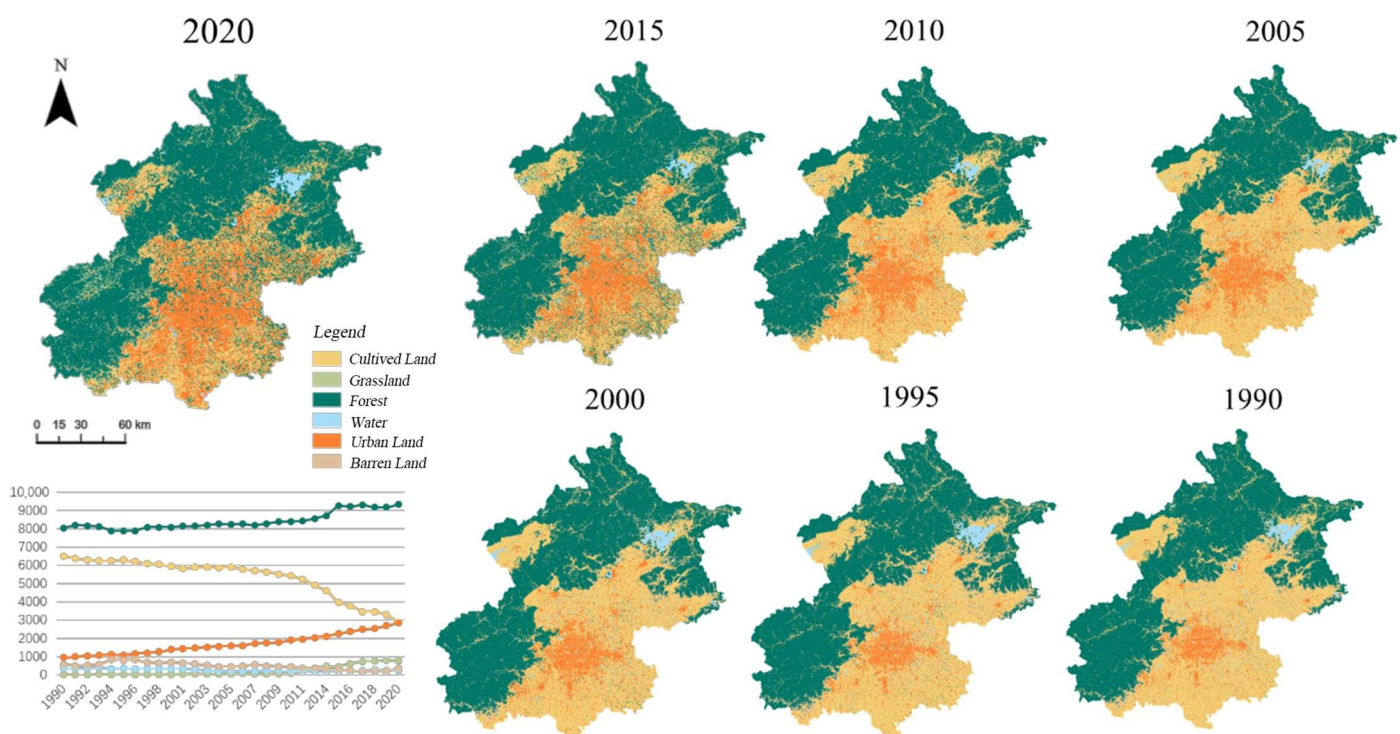 2020
2015
2010
2005
N
Legend
Cultived Land
Grassland
Forest
Water
Urban Land
Barren Land
0 15 30 60 km
2000
1995
1990
10,000
9000
8000
7000
6000
5000
4000
3000
2000
1000
0
1990 1992 1994 1996 1998 2001 2003 2005 2007 2009 2011 2014 2016 2018 2020